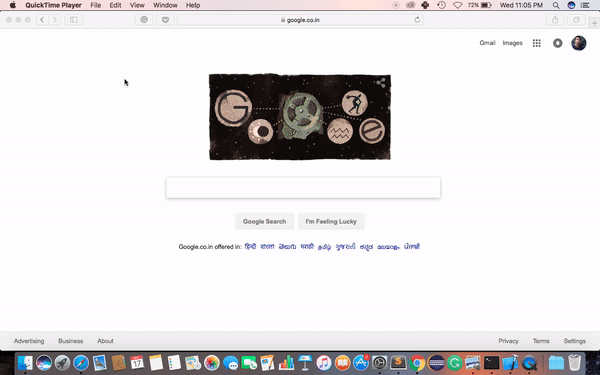 QuickTime Player File Edit View Window Help 72% Wed 11:05 PM
google.co.in
Gmail Images
Google Search I'm Feeling Lucky
Google.co.in offered in: हिन्दी বাংলা తెలుగు मराठी தமிழ் ગુજરાતી ಕನ್ನಡ മലയാളം ਪੰਜਾਬੀ
Advertising Business About Privacy Terms Settings
17